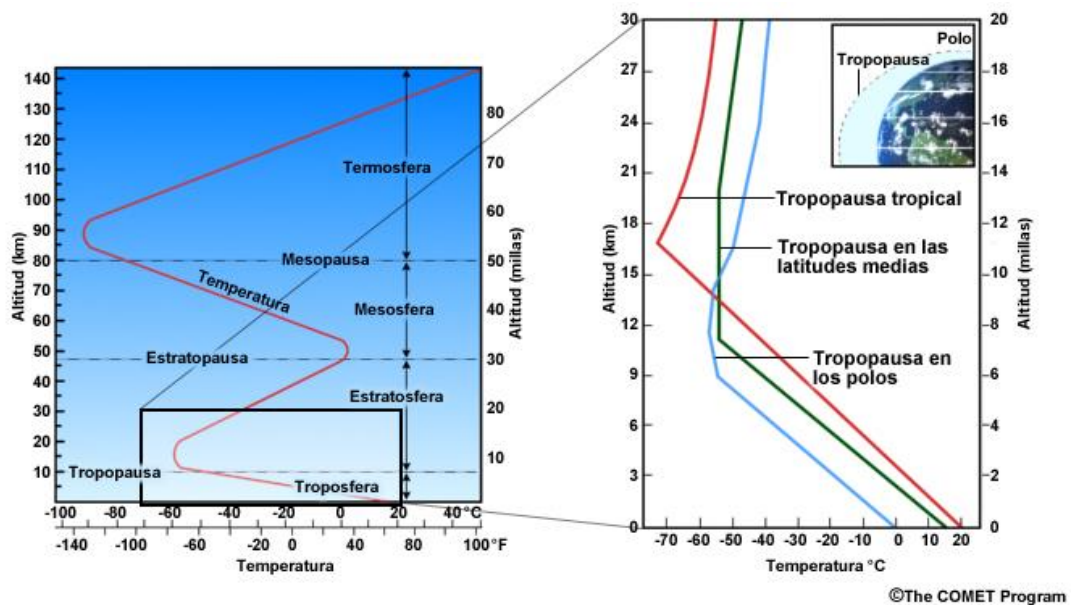 140
130
120
110
100
90
80
70
60
50
40
30
20
10
Altitud (km)
80
70
60
50
40
30
20
10
Altitud (millas)
Termosfera
Mesopausa
Temperatura
Mesosfera
Estratopausa
Estratosfera
Tropopausa
Troposfera
-100 -80 -60 -40 -20 0 20 40°C
-140 -100 -80 -40 0 40 60 100°F
Temperatura
30
27
24
21
18
15
12
9
6
3
0
Altitud (km)
20
18
16
14
12
10
8
6
4
2
0
Altitud (millas)
Polo
Tropopausa
Tropopausa tropical
Tropopausa en las
latitudes medias
Tropopausa en
los polos
-70 -60 -50 -40 -30 -20 -10 0 10 20
Temperatura °C
©The COMET Program